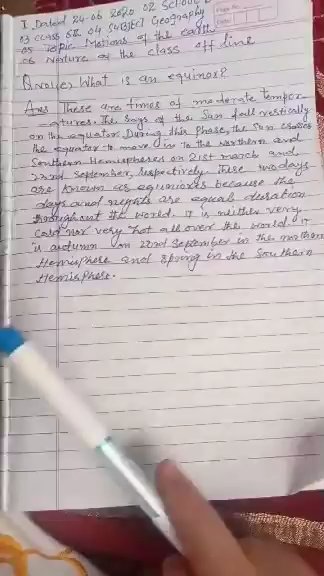 1 Dated 24-06 2020 02 School
03 Class 6th 04 SUBJECT Geography
05 Topic Motions of the earth
06 Nature of the class off line
What is an equinox?
Ans These are times of moderate temper
-atures. The rays of the Sun fall vertically
on the equator. During this phase, the Sun crosses
the equator to move in to the northern and
Southern Hemispheres on 21st march and
22nd September, respectively. These two days
are known as equinoxes because the
days and nights are equal duration
throughout the world. it is neither very
cold nor very hot all over the world. it
is autumn on 22nd September in the northern
Hemisphere and spring in the Southern
Hemisphere.